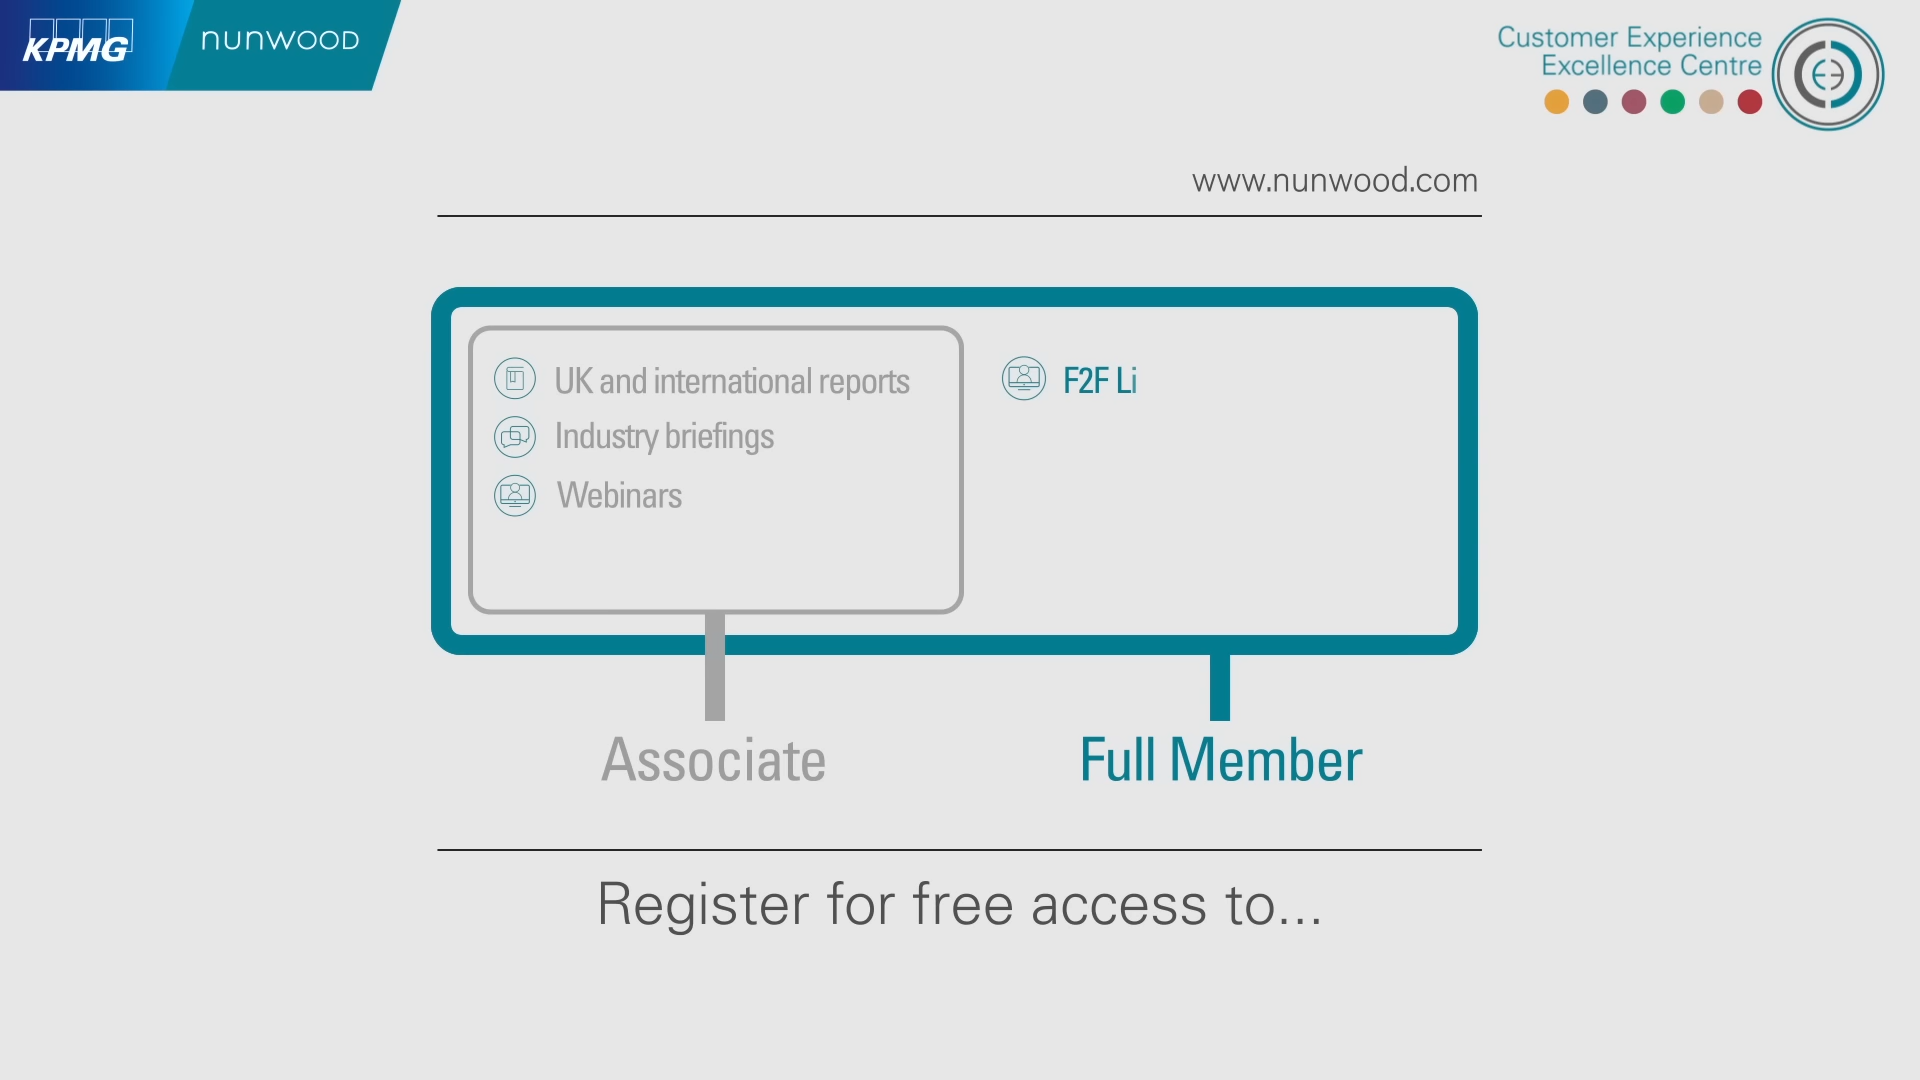 KPMG
nunwood
Customer Experience
Excellence Centre
www.nunwood.com
UK and international reports
Industry briefings
Webinars
F2F Li
Associate
Full Member
Register for free access to...